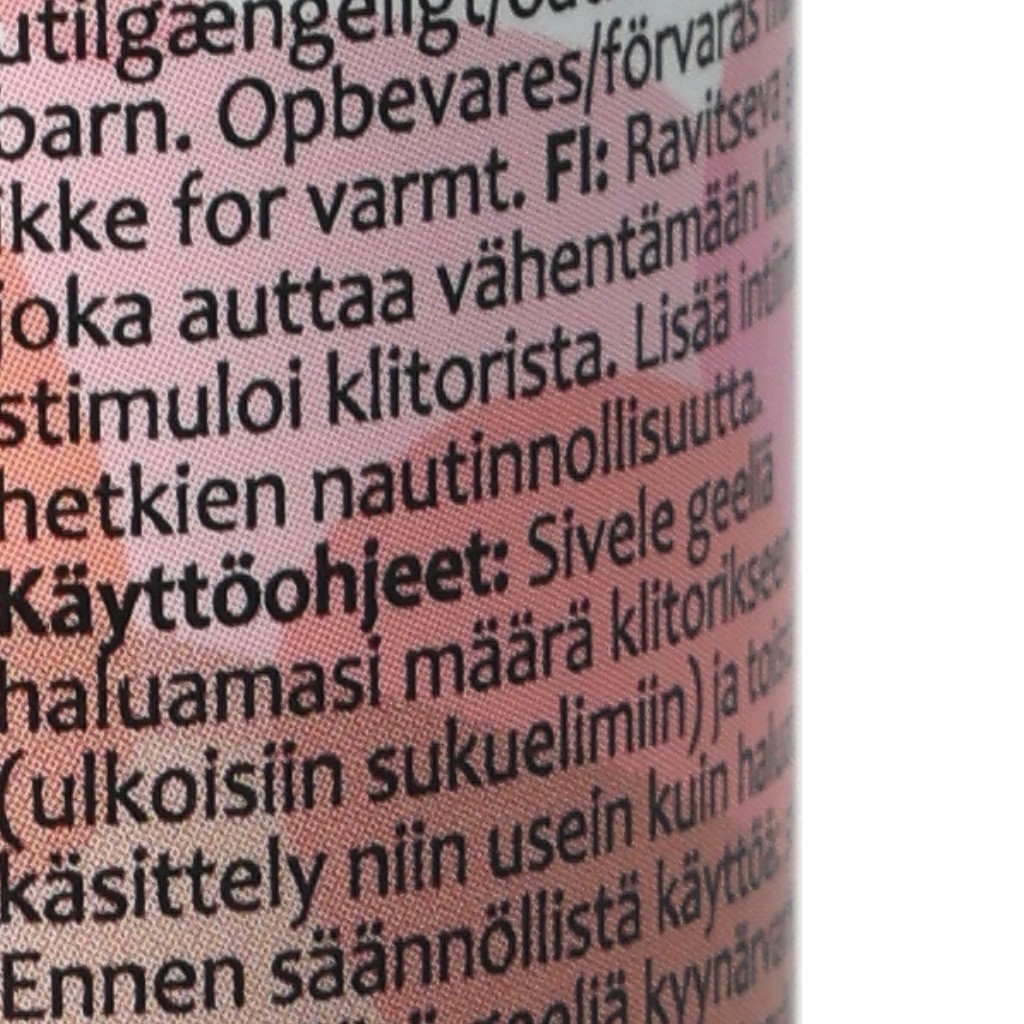 utilgængeligt/
barn. Opbevares/förvaras
ikke for varmt. FI: Ravitseva
joka auttaa vähentämään
stimuloi klitorista. Lisää
hetkien nautinnollisuutta.
Käyttöohjeet: Sivele geeliä
haluamasi määrä klitorikseen
(ulkoisiin sukuelimiin) ja
käsittely niin usein kuin
Ennen säännöllistä käyttöä
geeliä